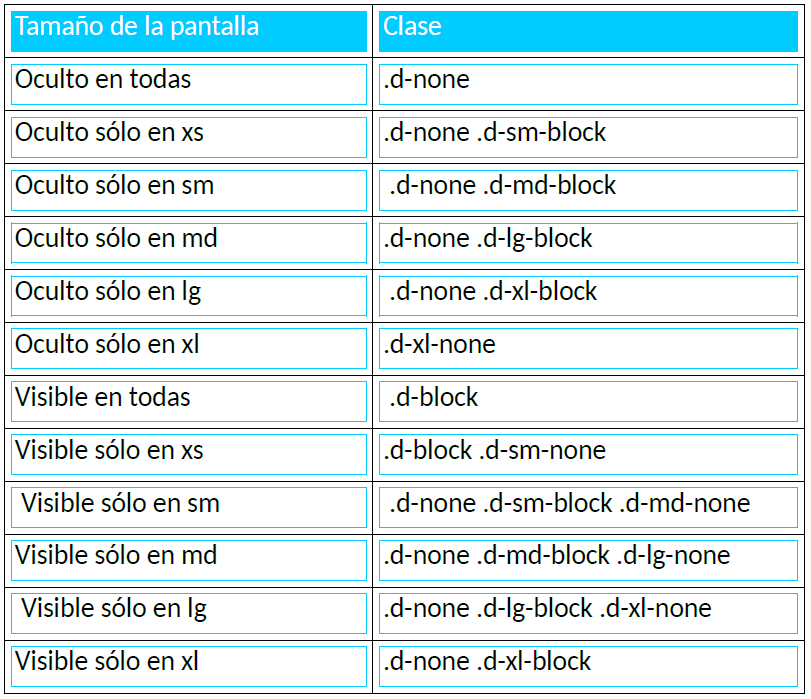 Tamaño de la pantalla Clase
Oculto en todas .d-none
Oculto sólo en xs .d-none .d-sm-block
Oculto sólo en sm .d-none .d-md-block
Oculto sólo en md .d-none .d-lg-block
Oculto sólo en lg .d-none .d-xl-block
Oculto sólo en xl .d-xl-none
Visible en todas .d-block
Visible sólo en xs .d-block .d-sm-none
Visible sólo en sm .d-none .d-sm-block .d-md-none
Visible sólo en md .d-none .d-md-block .d-lg-none
Visible sólo en lg .d-none .d-lg-block .d-xl-none
Visible sólo en xl .d-none .d-xl-block